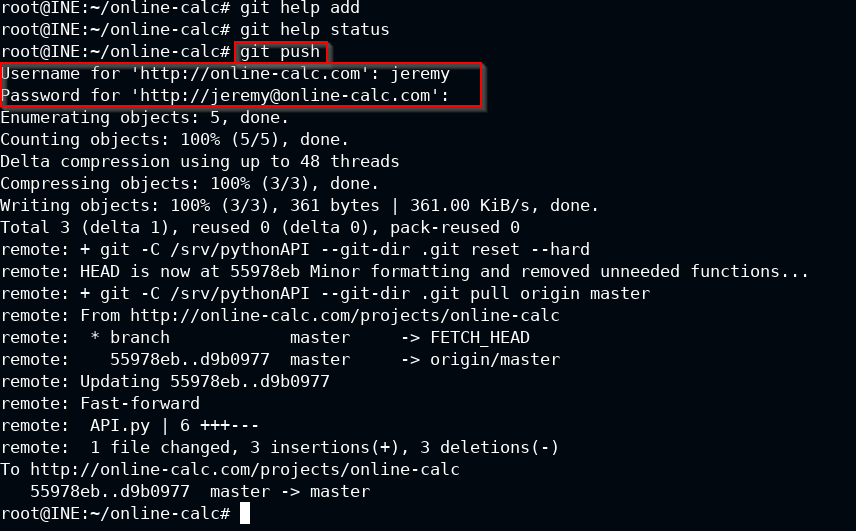 root@INE:~/online-calc# git help add
root@INE:~/online-calc# git help status
root@INE:~/online-calc# git push
Username for 'http://online-calc.com': jeremy
Password for 'http://jeremy@online-calc.com':
Enumerating objects: 5, done.
Counting objects: 100% (5/5), done.
Delta compression using up to 48 threads
Compressing objects: 100% (3/3), done.
Writing objects: 100% (3/3), 361 bytes | 361.00 KiB/s, done.
Total 3 (delta 1), reused 0 (delta 0), pack-reused 0
remote: + git -C /srv/pythonAPI --git-dir .git reset --hard
remote: HEAD is now at 55978eb Minor formatting and removed unneeded functions...
remote: + git -C /srv/pythonAPI --git-dir .git pull origin master
remote: From http://online-calc.com/projects/online-calc
remote:  * branch            master     -> FETCH_HEAD
remote:    55978eb..d9b0977  master     -> origin/master
remote: Updating 55978eb..d9b0977
remote: Fast-forward
remote:  API.py | 6 +++---
remote:  1 file changed, 3 insertions(+), 3 deletions(-)
To http://online-calc.com/projects/online-calc
   55978eb..d9b0977  master -> master
root@INE:~/online-calc#